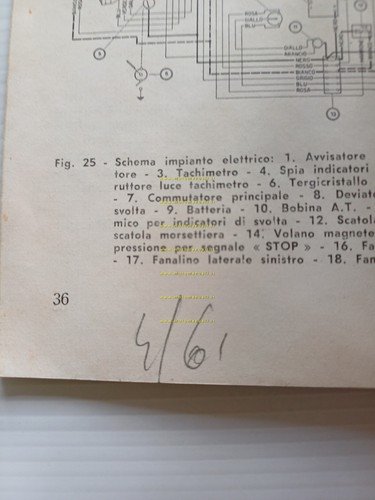 ROSA
GIALLO
BLU
GIALLO
ARANCIO
NERO
ROSSO
BIANCO
GRIGIO
BLU
ROSA
Fig. 25 - Schema impianto elettrico: 1. Avvisatore
tore - 3. Tachimetro - 4. Spia indicatori
ruttore luce tachimetro - 6. Tergicristallo
- 7. Commutatore principale - 8. Deviat
svolta - 9. Batteria - 10. Bobina A.T. -
mico per indicatori di svolta - 12. Scatola
scatola morsettiera - 14. Volano magnete
pressione per segnale « STOP » - 16. Fa
- 17. Fanalino laterale sinistro - 18. Fan
36
4/61